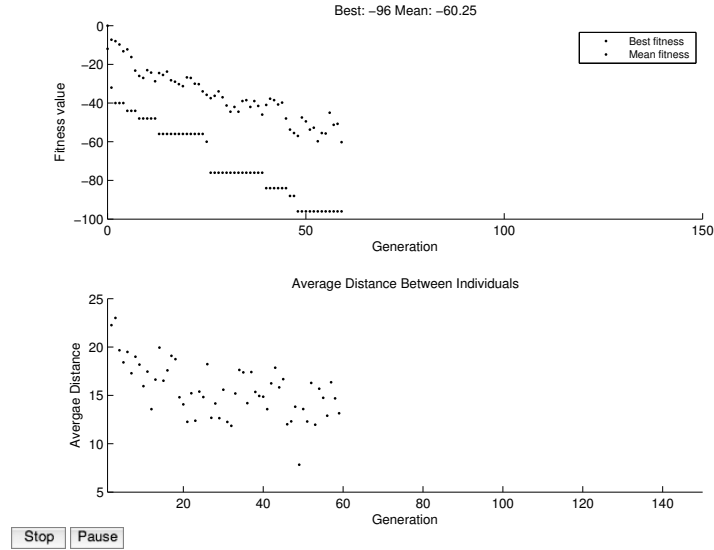 Best: −96 Mean: −60.25
0
−20
−40
−60
−80
−100
Fitness value
Best fitness
Mean fitness
0
50
100
150
Generation
Average Distance Between Individuals
25
20
15
10
5
Avergae Distance
20
40
60
80
100
120
140
Generation
Stop
Pause